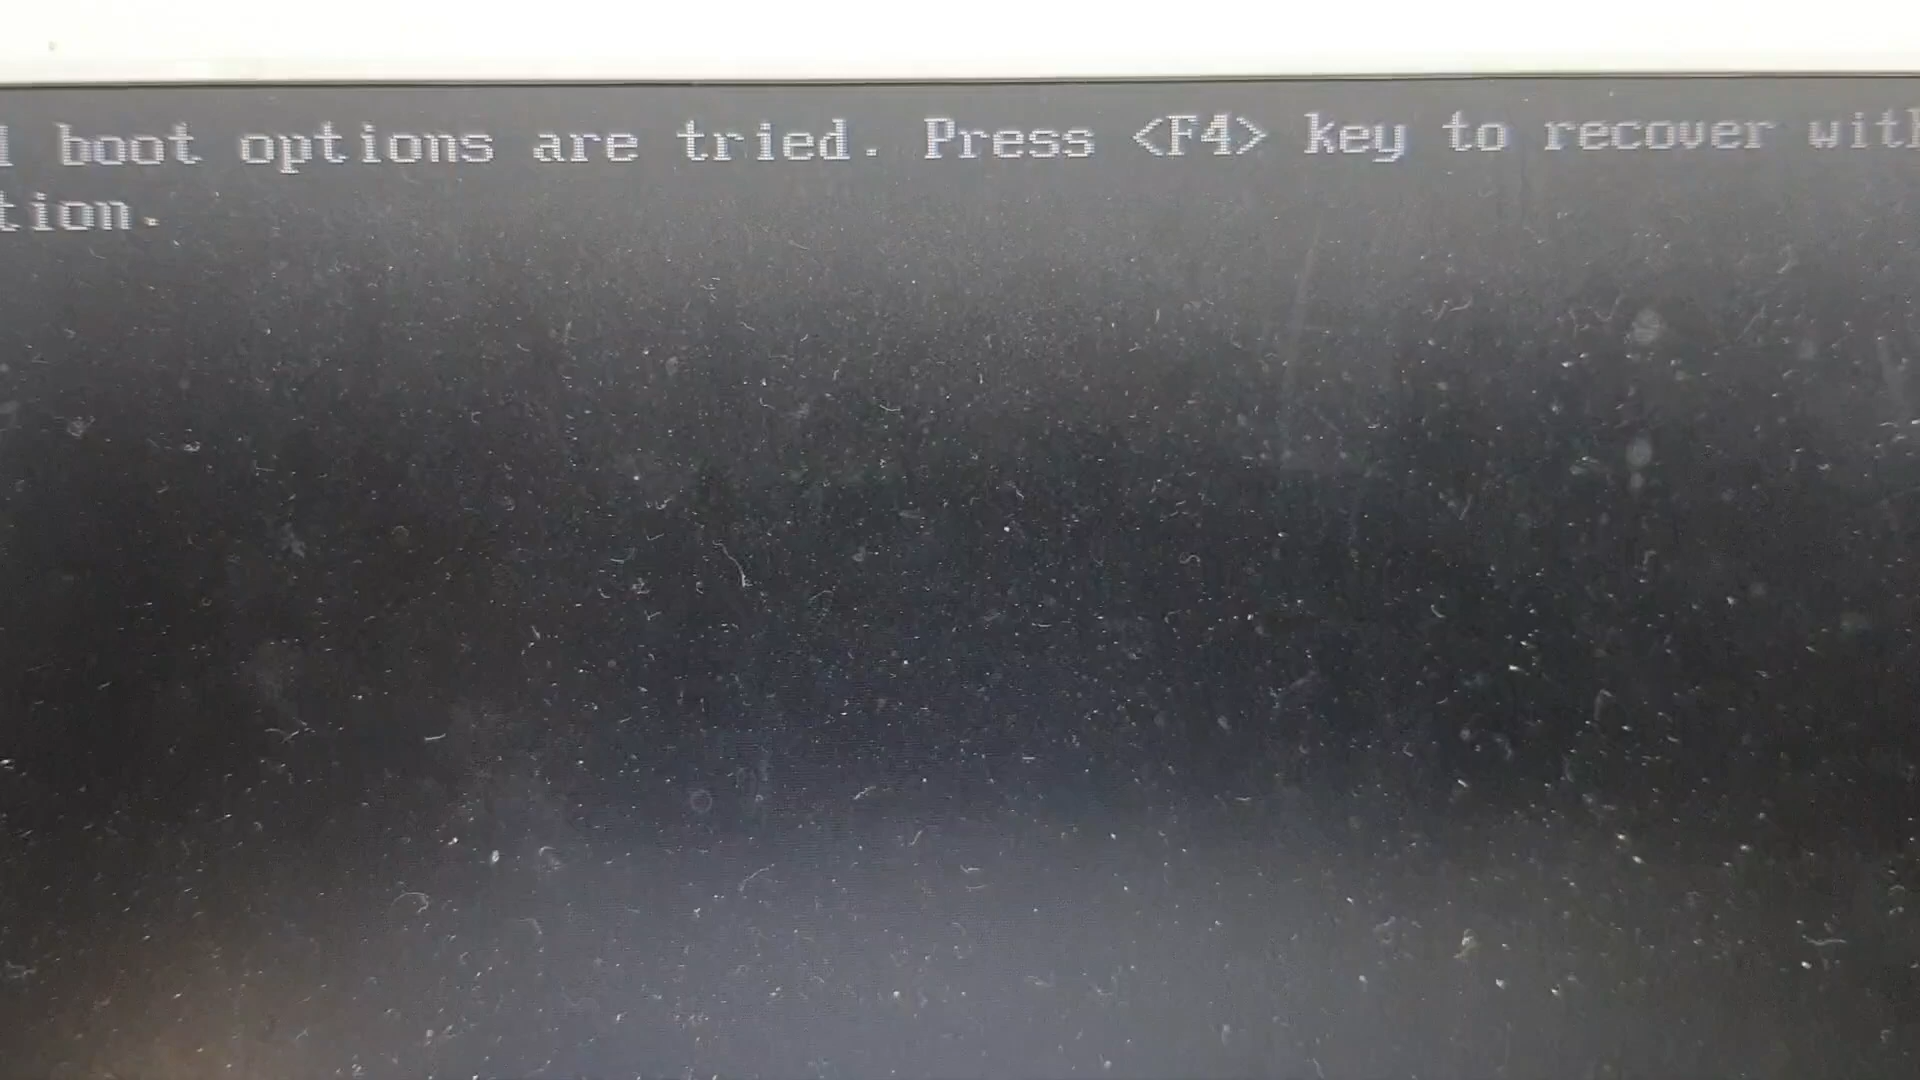 boot options are tried. Press <F4> key to recover with
tion.